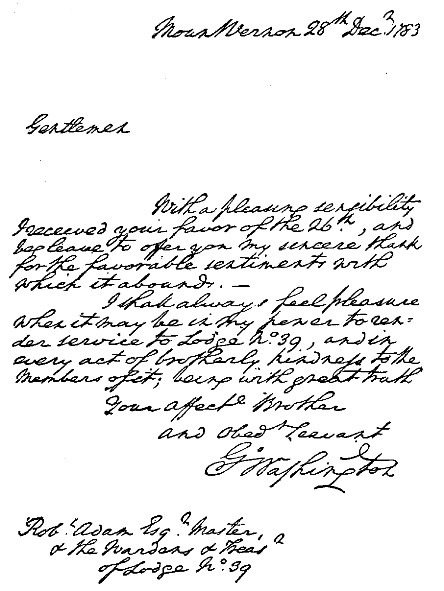 Mount Vernon 28th Decr. 1783
Gentlemen
With a pleasing sensibility
I received your favor of the 26th, and
beg leave to offer you my sincere thanks
for the favorable sentiments with
which it abounds. —
I shall always feel pleasure
when it may be in my power to ren-
der service to Lodge No. 39, and in
every act of brotherly kindness to the
Members of it; being with great truth
Your affecte Brother
and Obedt Servant
Go Washington
Robt Adam Esqr Master,
& the Wardens & Treasr
of Lodge No. 39